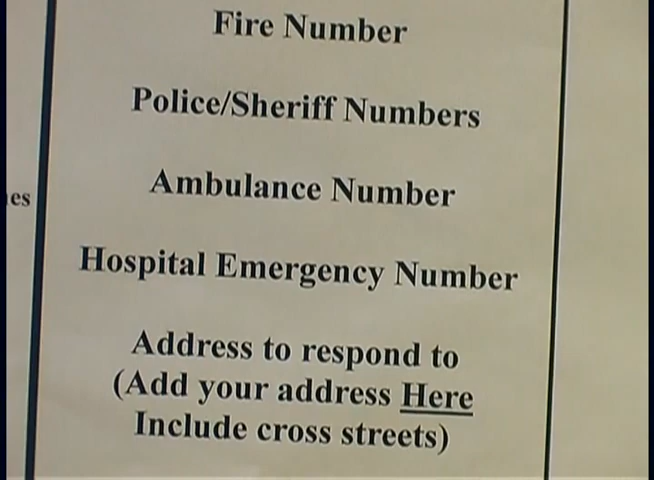 Fire Number
Police/Sheriff Numbers
Ambulance Number
es
Hospital Emergency Number
Address to respond to
(Add your address Here
Include cross streets)